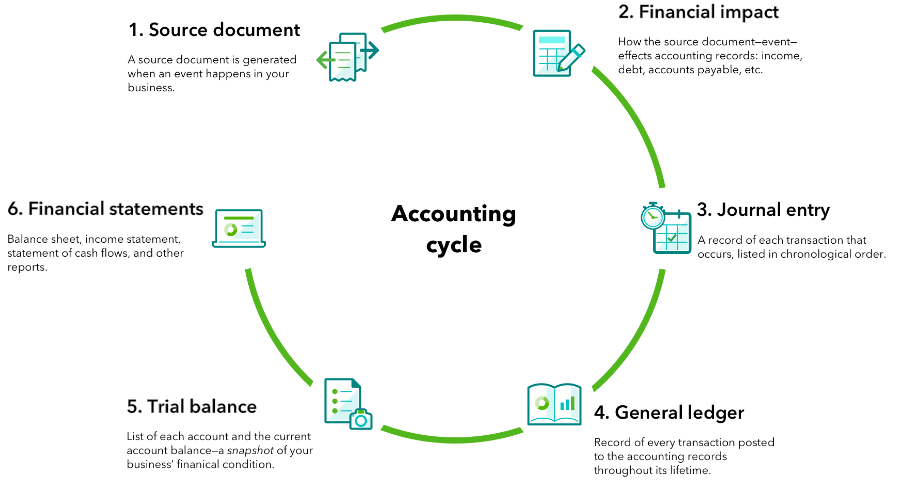 1. Source document
A source document is generated
when an event happens in your
business.
2. Financial impact
How the source document—event—
effects accounting records: income,
debt, accounts payable, etc.
3. Journal entry
A record of each transaction that
occurs, listed in chronological order.
4. General ledger
Record of every transaction posted
to the accounting records
throughout its lifetime.
5. Trial balance
List of each account and the current
account balance—a snapshot of your
business' finanical condition.
6. Financial statements
Balance sheet, income statement,
statement of cash flows, and other
reports.
Accounting
cycle